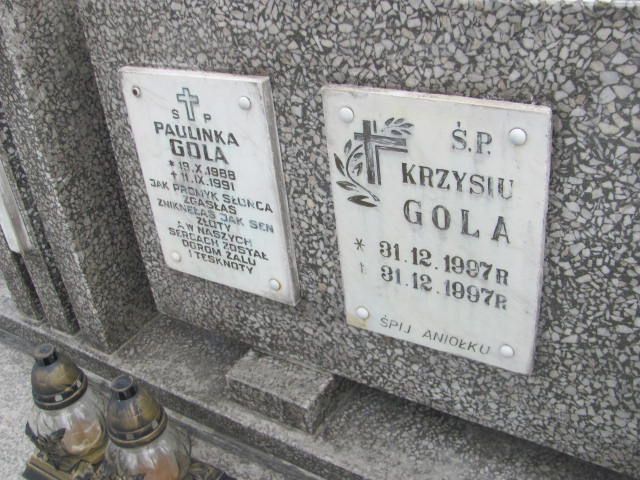 Ś P
PAULINKA
GOLA
* 19.X.1988
† 11.IX.1991
JAK PROMYK SŁOŃCA
ZGASŁAŚ
ZNIKNĘŁAŚ JAK SEN
ZŁOTY
A W NASZYCH
SERCACH ZOSTAŁ
OGROM ŻALU
I TĘSKNOTY
Ś.P.
KRZYSIU
GOLA
* 31.12.1997R
† 31.12.1997R
ŚPIJ ANIOŁKU